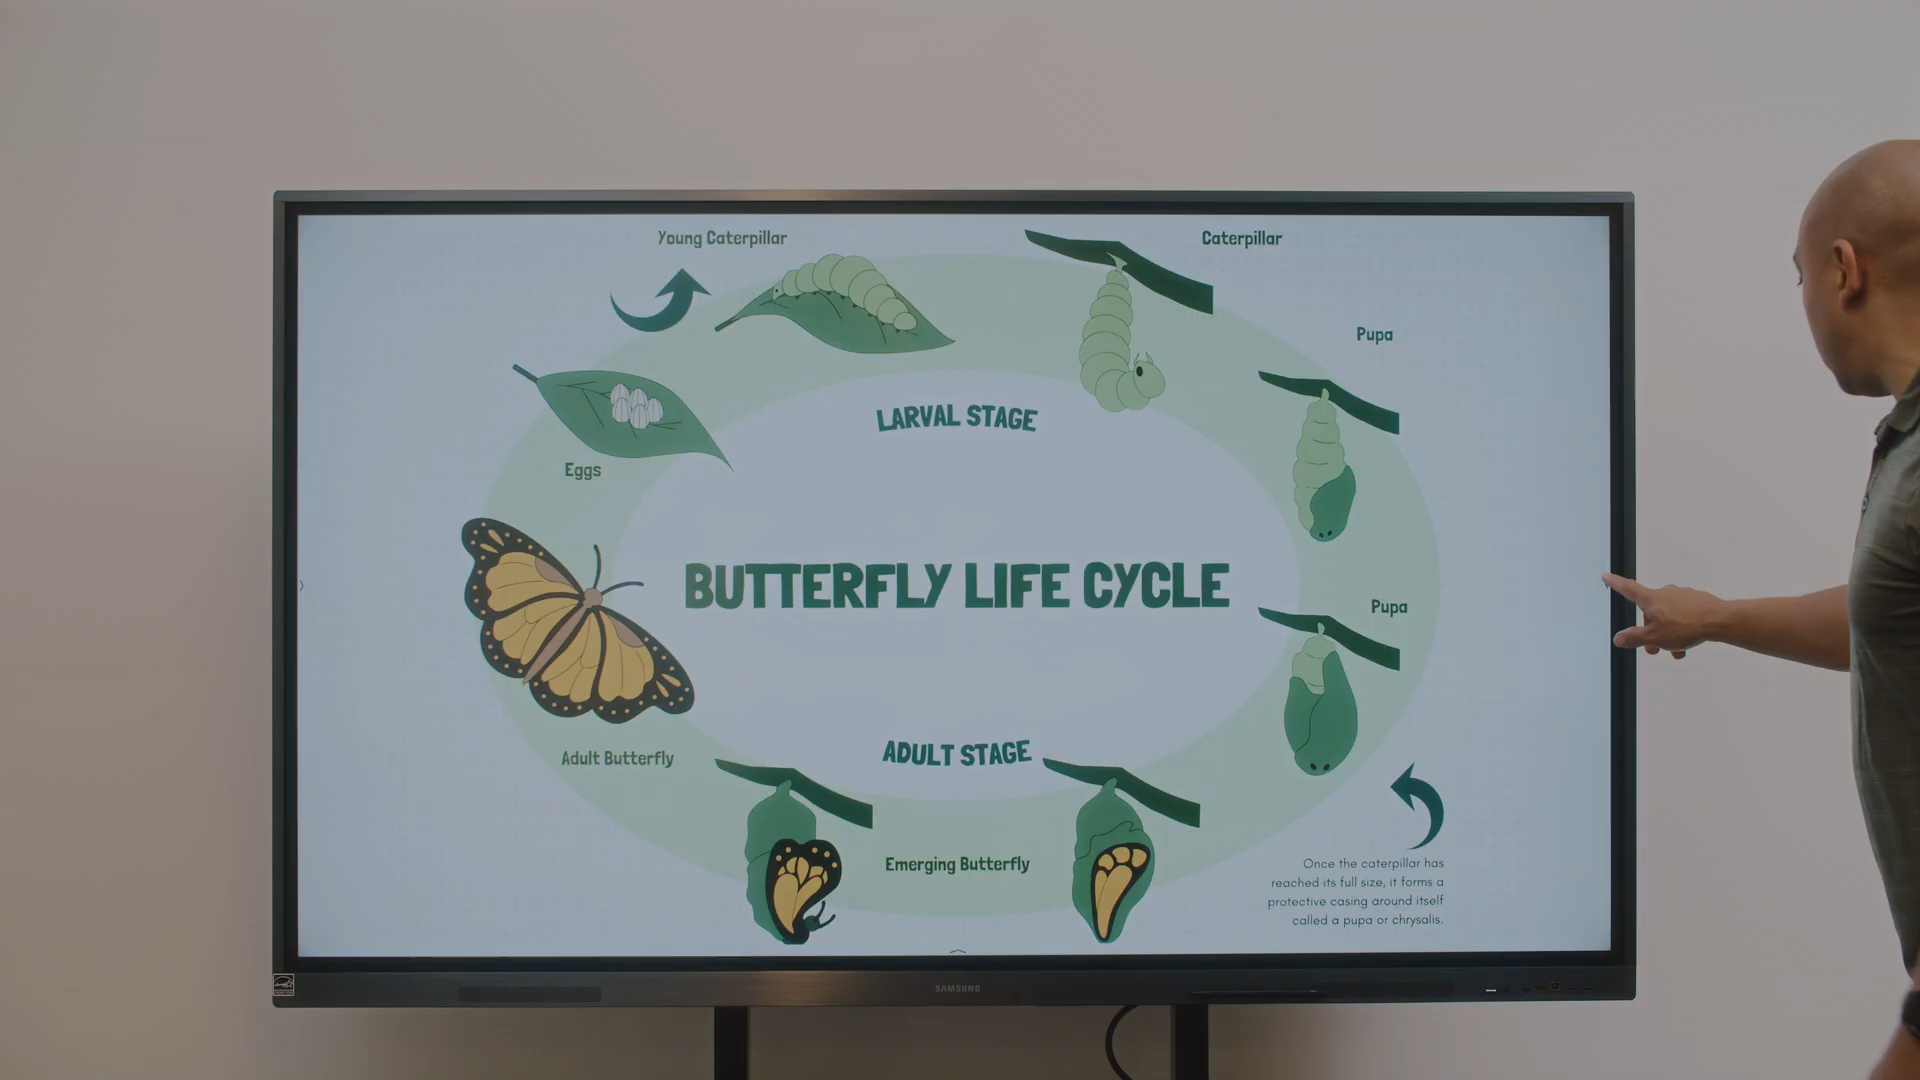 Young Caterpillar
Caterpillar
Pupa
LARVAL STAGE
Eggs
BUTTERFLY LIFE CYCLE
Pupa
ADULT STAGE
Adult Butterfly
Emerging Butterfly
Once the caterpillar has
reached its full size, it forms a
protective casing around itself
called a pupa or chrysalis.
SAMSUNG